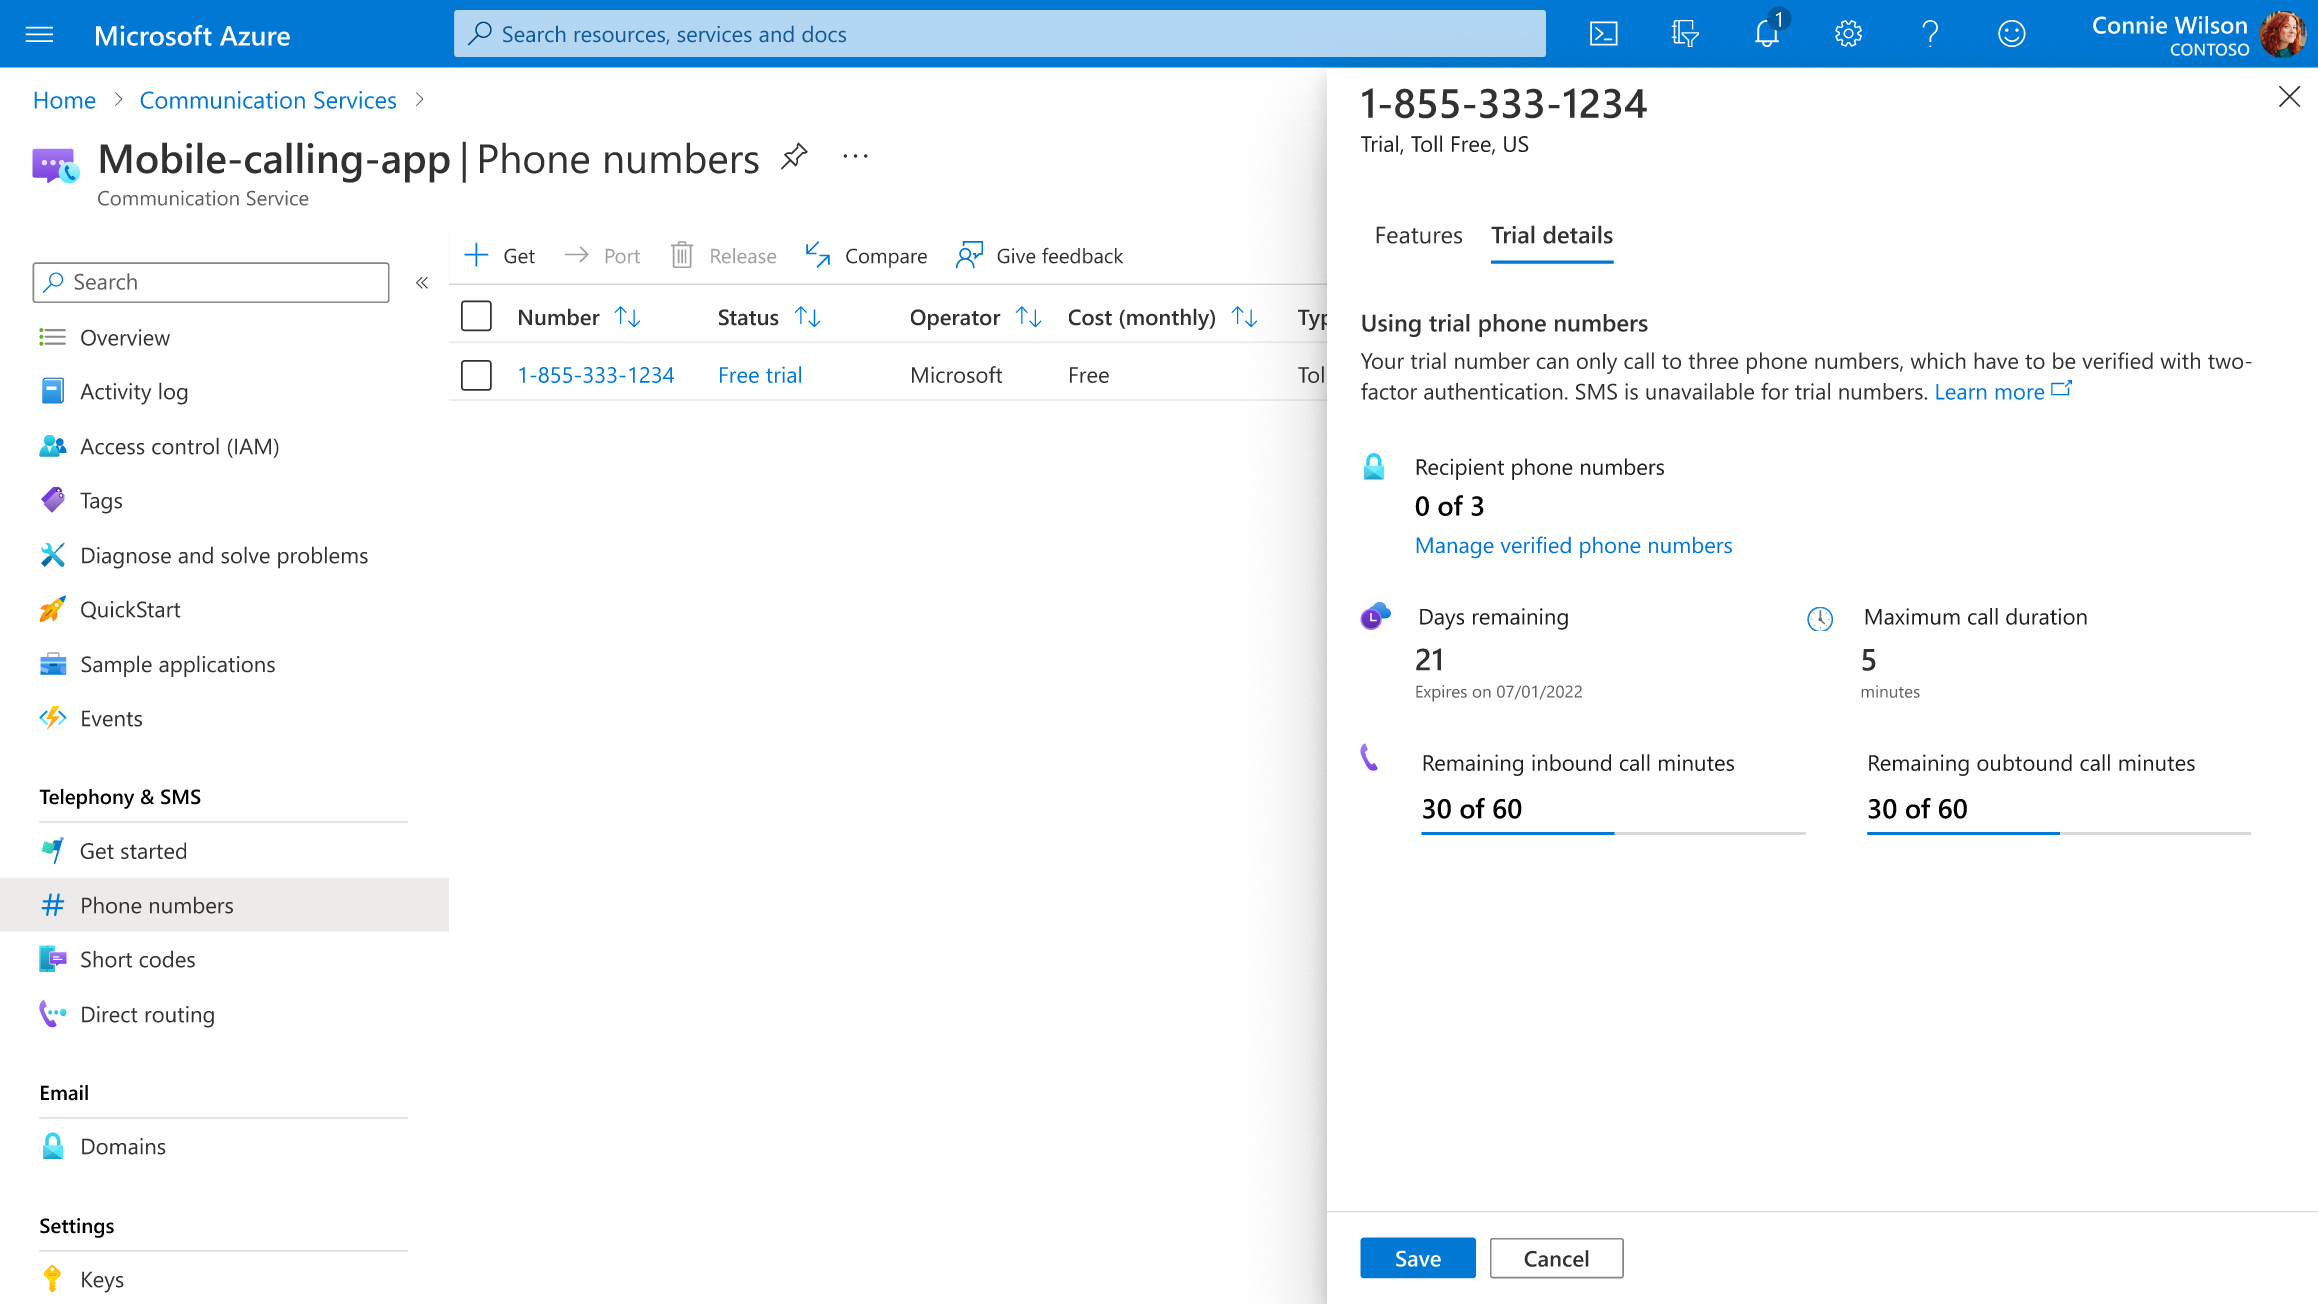 Microsoft Azure
Search resources, services and docs
1
Connie Wilson
CONTOSO
Home > Communication Services >
Mobile-calling-app | Phone numbers ...
Communication Service
Search
«
Overview
Activity log
Access control (IAM)
Tags
Diagnose and solve problems
QuickStart
Sample applications
Events
Telephony & SMS
Get started
Phone numbers
Short codes
Direct routing
Email
Domains
Settings
Keys
Get Port Release Compare Give feedback
Number Status Operator Cost (monthly) Typ
1-855-333-1234 Free trial Microsoft Free Tol
1-855-333-1234
Trial, Toll Free, US
Features Trial details
Using trial phone numbers
Your trial number can only call to three phone numbers, which have to be verified with two-
factor authentication. SMS is unavailable for trial numbers. Learn more
Recipient phone numbers
0 of 3
Manage verified phone numbers
Days remaining
21
Expires on 07/01/2022
Maximum call duration
5
minutes
Remaining inbound call minutes
30 of 60
Remaining oubtound call minutes
30 of 60
Save Cancel